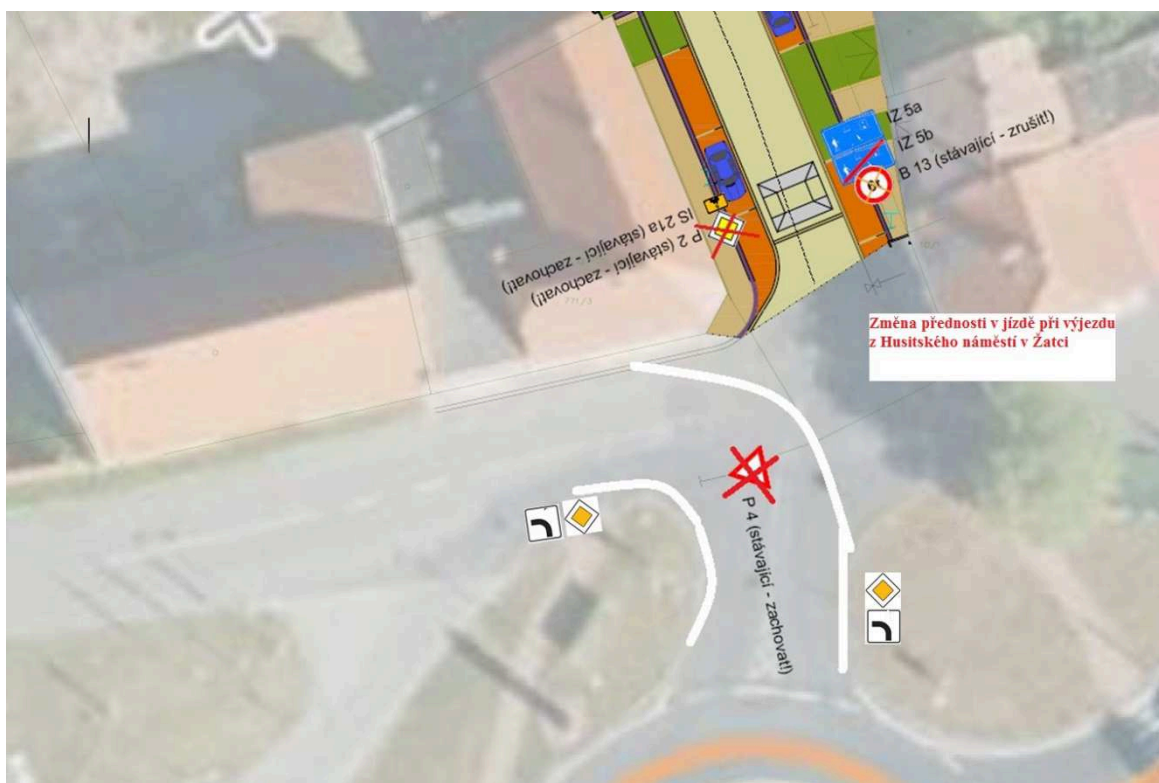 IZ 5a
IZ 5b
B 13 (stávající - zrušit!)
IS 21a (stávající - zachovat!)
P 2 (stávající - zachovat!)
Změna přednosti v jízdě při výjezdu
z Husitského náměstí v Žatci
P 4 (stávající - zachovat!)